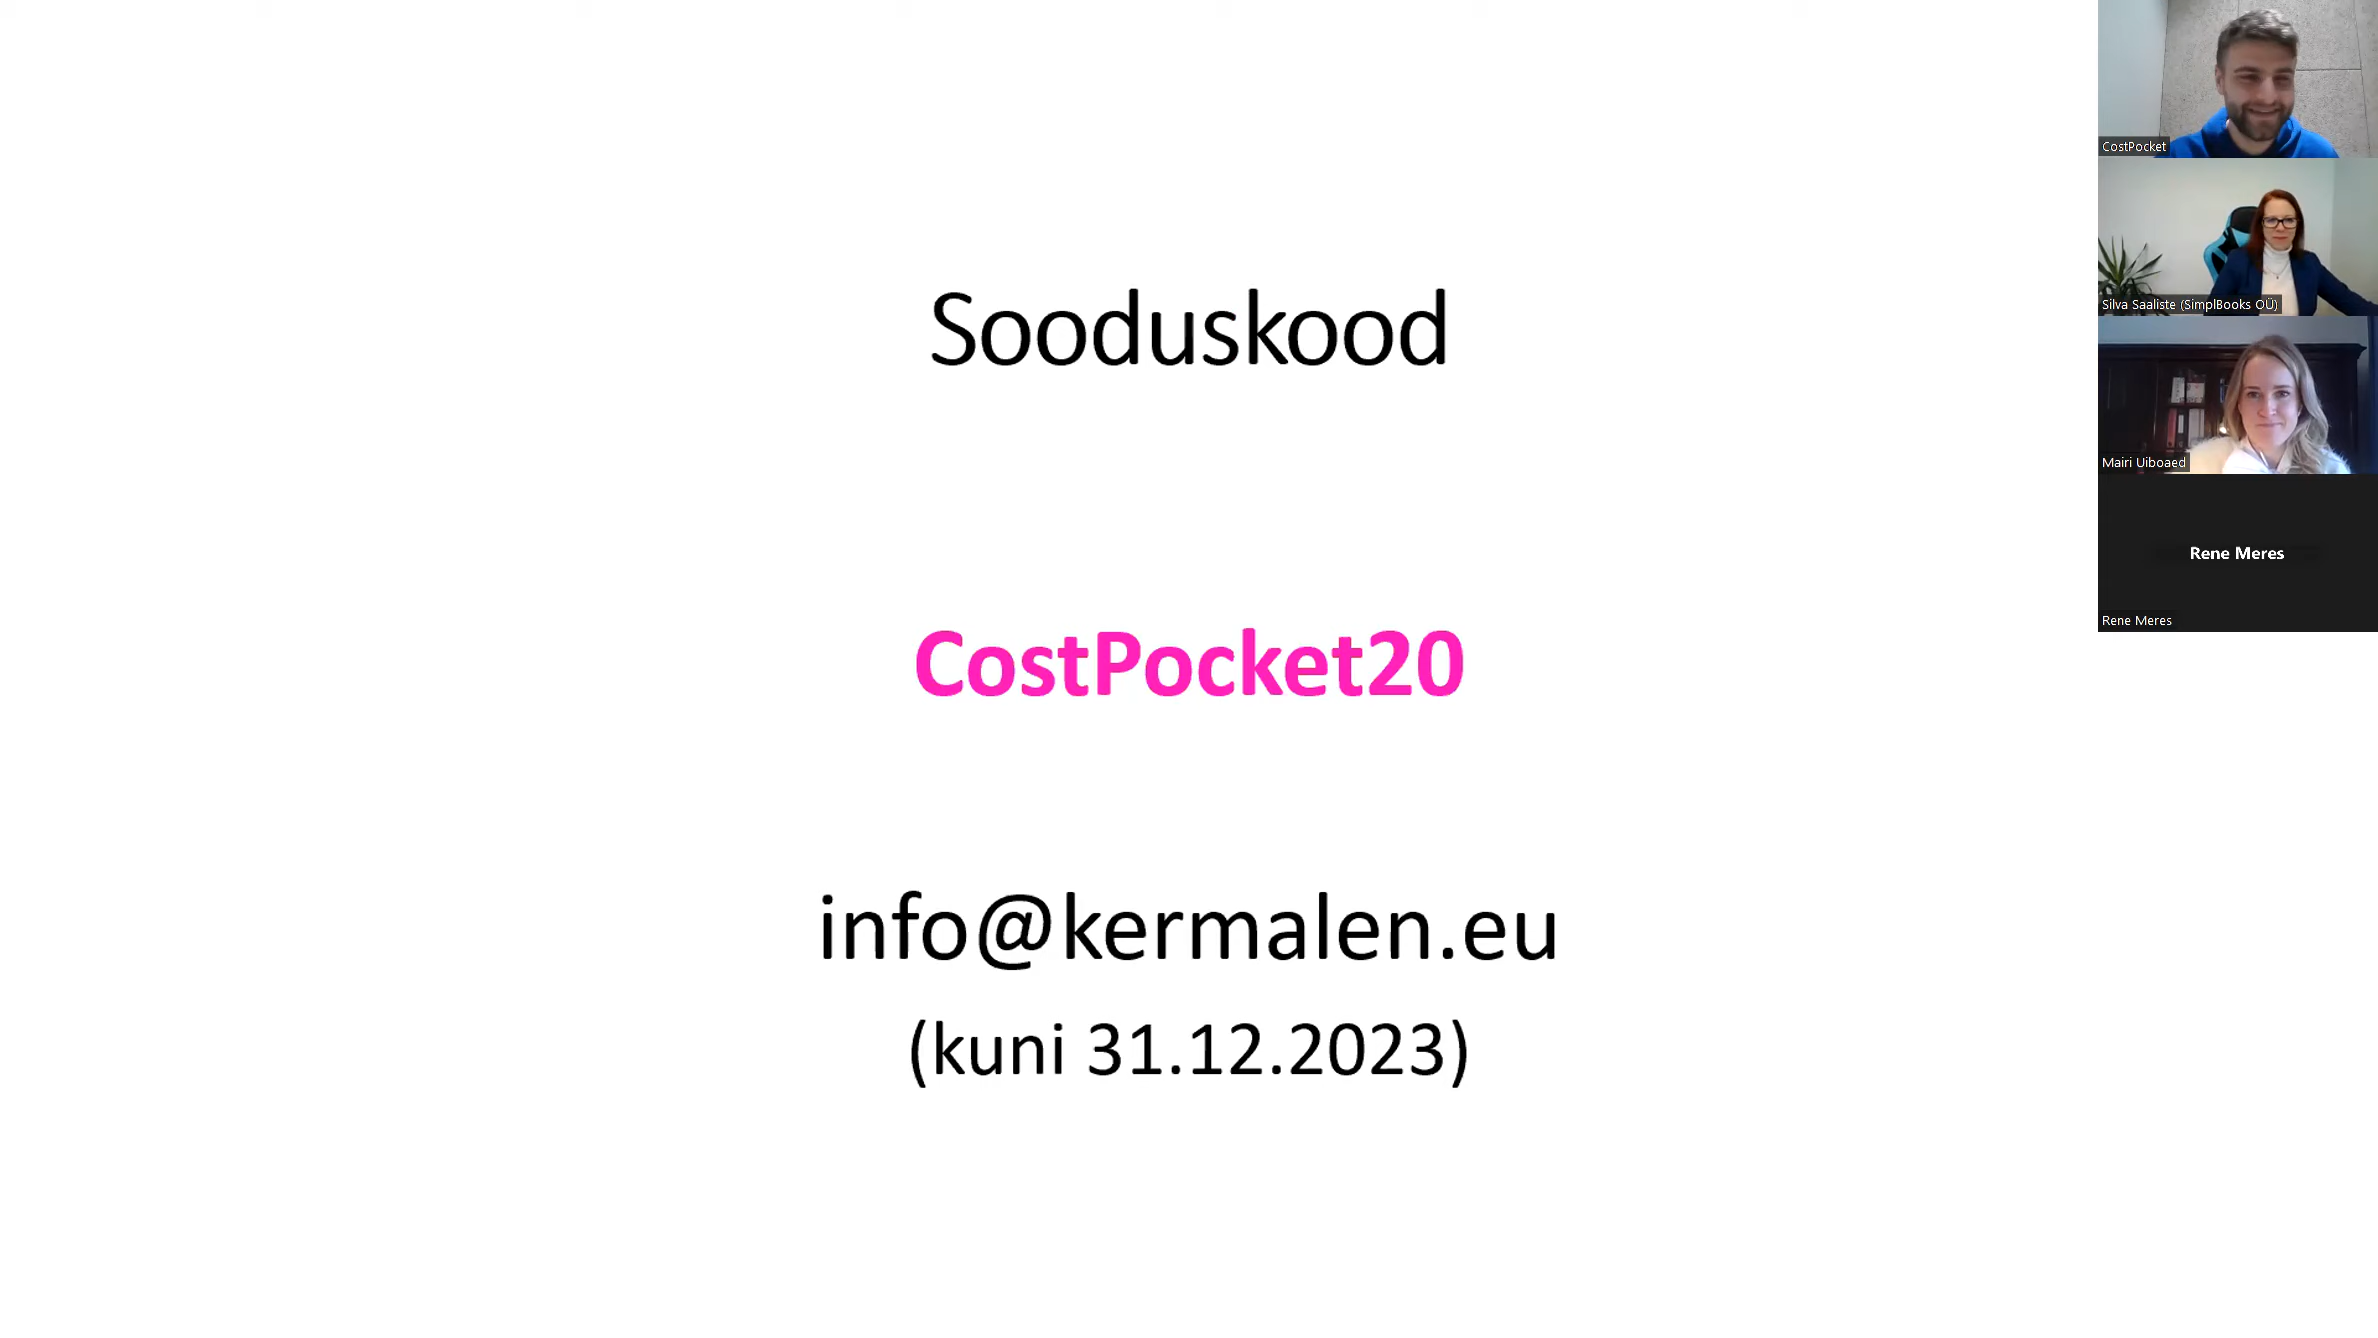 Sooduskood
CostPocket20
info@kermalen.eu
(kuni 31.12.2023)
CostPocket
Silva Saaliste (SimplBooks OÜ)
Mairi Uiboaed
Rene Meres
Rene Meres